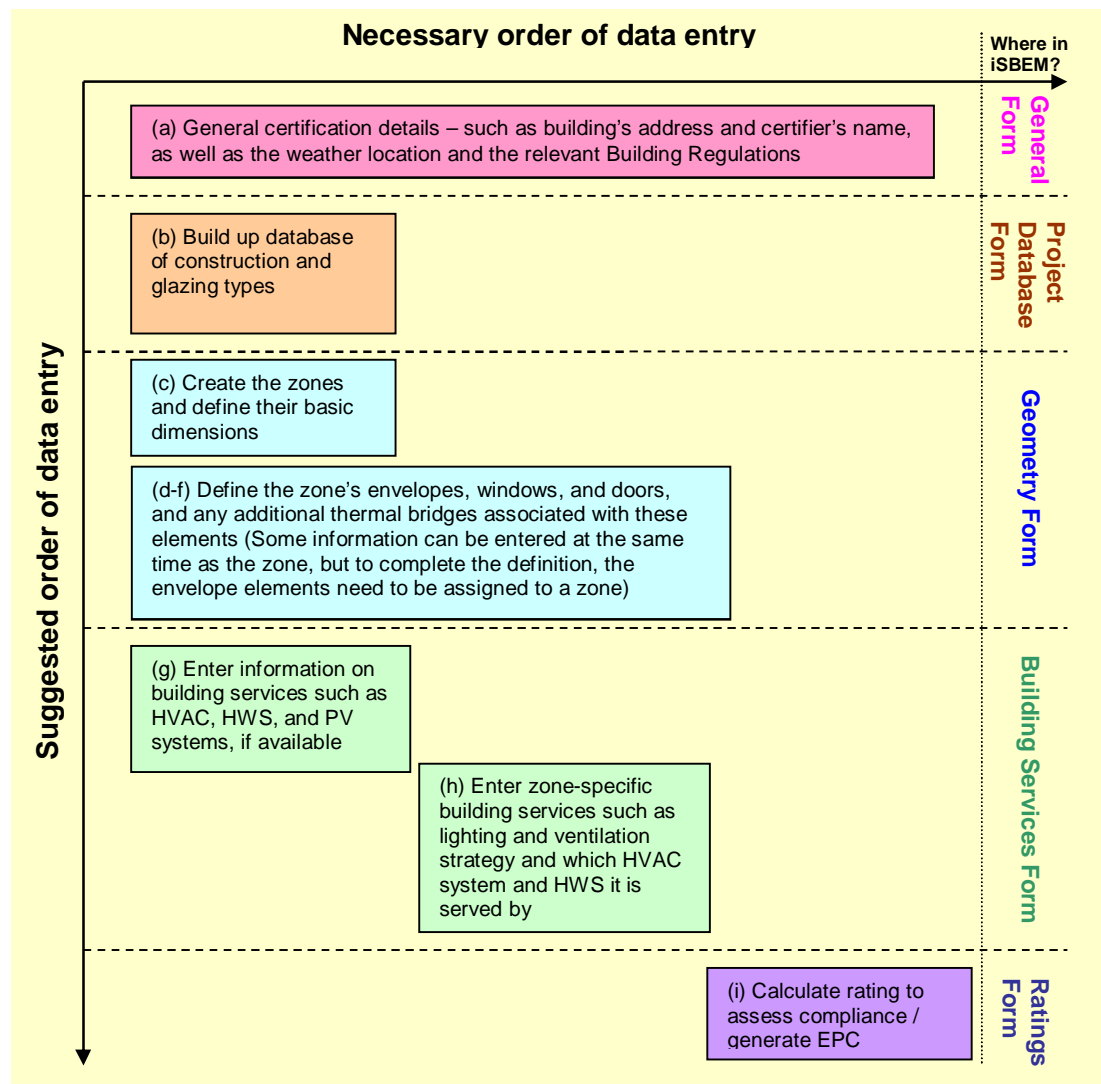 Necessary order of data entry
Where in
iSBEM?
(a) General certification details – such as building's address and certifier's name,
as well as the weather location and the relevant Building Regulations
General
Form
(b) Build up database
of construction and
glazing types
Project
Database
Form
Suggested order of data entry
(c) Create the zones
and define their basic
dimensions
(d-f) Define the zone's envelopes, windows, and doors,
and any additional thermal bridges associated with these
elements (Some information can be entered at the same
time as the zone, but to complete the definition, the
envelope elements need to be assigned to a zone)
Geometry Form
(g) Enter information on
building services such as
HVAC, HWS, and PV
systems, if available
(h) Enter zone-specific
building services such as
lighting and ventilation
strategy and which HVAC
system and HWS it is
served by
Building Services Form
(i) Calculate rating to
assess compliance /
generate EPC
Ratings
Form